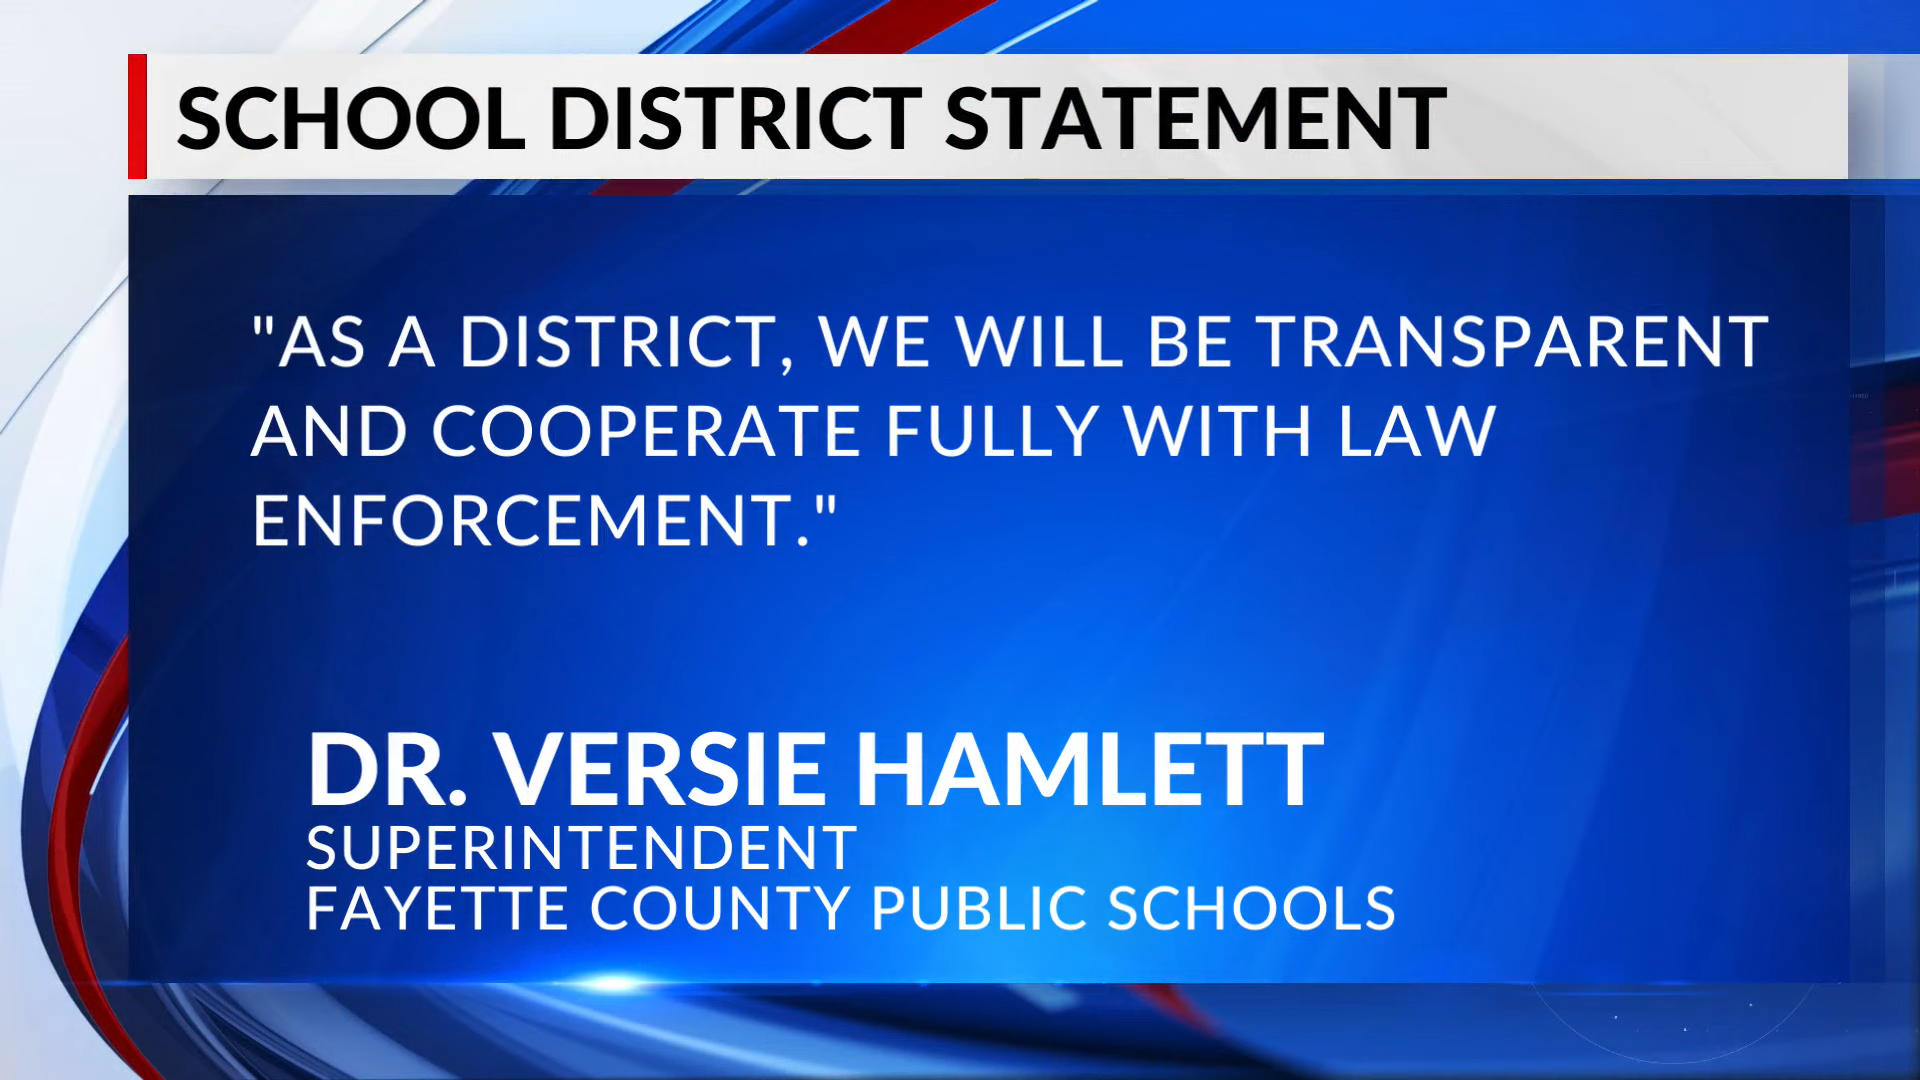 SCHOOL DISTRICT STATEMENT
"AS A DISTRICT, WE WILL BE TRANSPARENT
AND COOPERATE FULLY WITH LAW
ENFORCEMENT."
DR. VERSIE HAMLETT
SUPERINTENDENT
FAYETTE COUNTY PUBLIC SCHOOLS